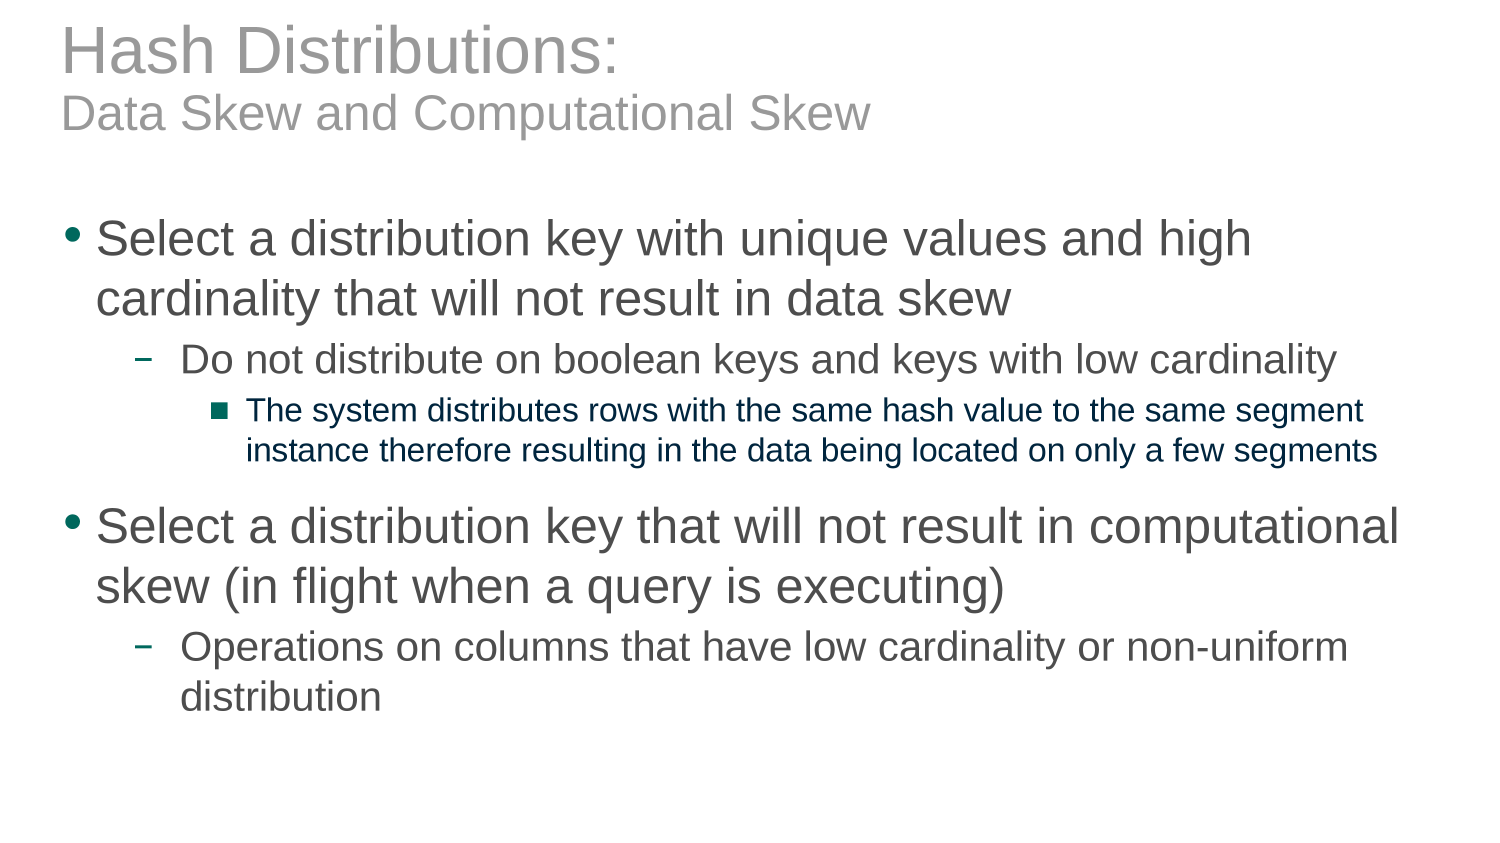 Hash Distributions:
Data Skew and Computational Skew
• Select a distribution key with unique values and high
cardinality that will not result in data skew
– Do not distribute on boolean keys and keys with low cardinality
■ The system distributes rows with the same hash value to the same segment
instance therefore resulting in the data being located on only a few segments
• Select a distribution key that will not result in computational
skew (in flight when a query is executing)
– Operations on columns that have low cardinality or non-uniform
distribution